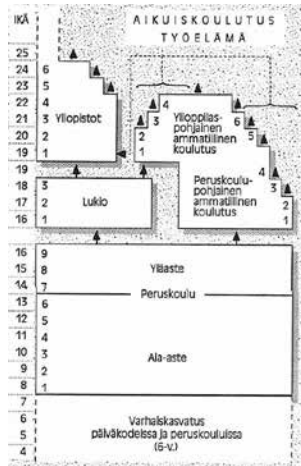 IKÄ
AIKUISKOULUTUS
TYÖELÄMÄ
25
24 6
23 5
22 4
21 3
20 2
19 1
Yliopistot
4
3
2
1
6
5
4
3
2
1
Ylioppilas-
pohjainen
ammatillinen
koulutus
Peruskoulu-
pohjainen
ammatillinen
koulutus
19
18 3
17 2
16 1
Lukio
16 9
15 8
14 7
Yläaste
Peruskoulu
13 6
12 5
11 4
10 3
9 2
8 1
Ala-aste
7
6
5
4
Varhaiskasvatus
päiväkodeissa ja peruskouluissa
(6-v.)